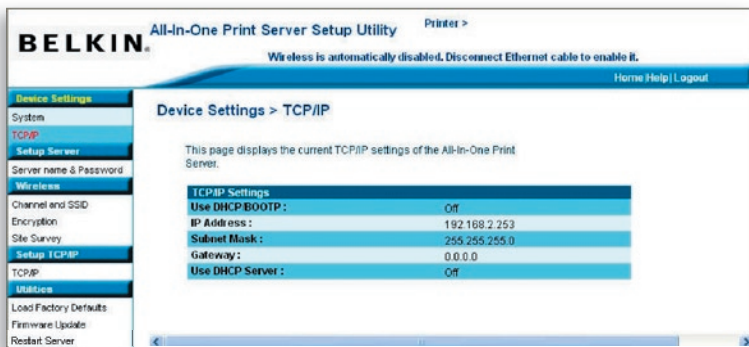 BELKIN.
All-In-One Print Server Setup Utility
Printer >
Wireless is automatically disabled. Disconnect Ethernet cable to enable it.
Home|Help|Logout
Device Settings
System
TCP/IP
Setup Server
Server name & Password
Wireless
Channel and SSID
Encryption
Site Survey
Setup TCP/IP
TCP/IP
Utilities
Load Factory Defaults
Firmware Update
Restart Server
Device Settings > TCP/IP
This page displays the current TCP/IP settings of the All-In-One Print
Server.
TCP/IP Settings
Use DHCP/BOOTP : Off
IP Address : 192.168.2.253
Subnet Mask : 255.255.255.0
Gateway : 0.0.0.0
Use DHCP Server : Off